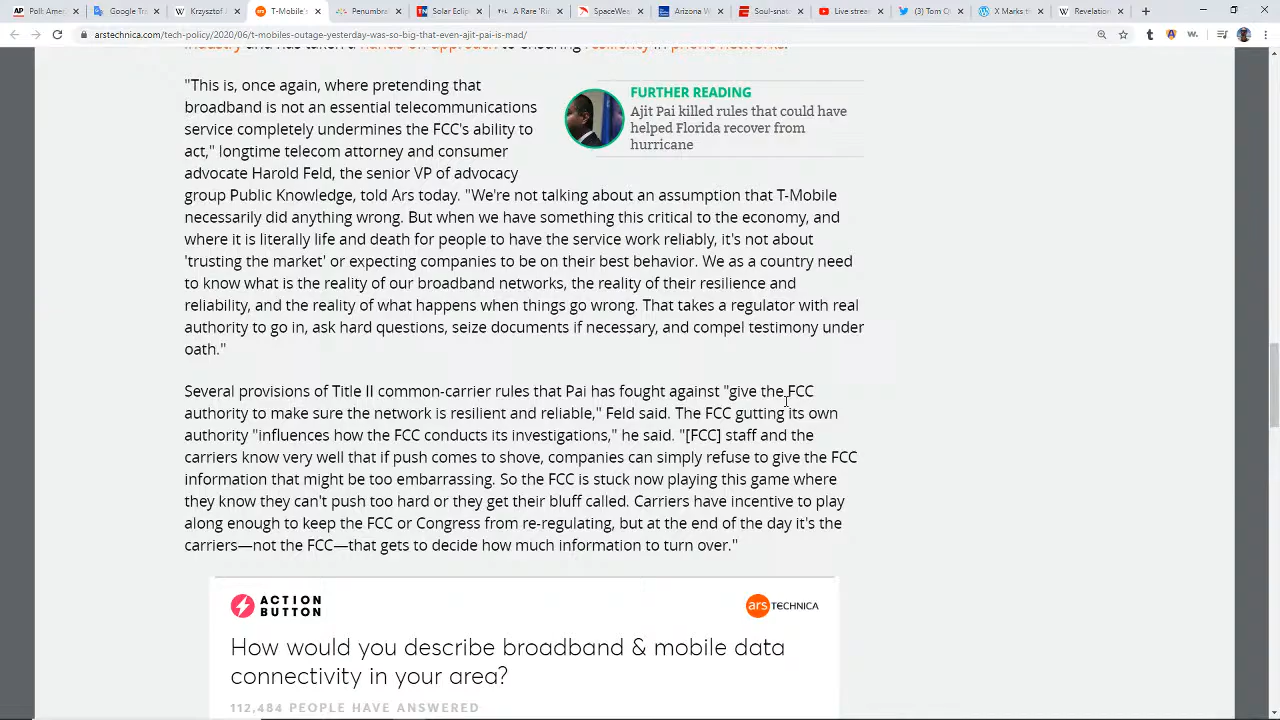 Polls Ame
Google Tra
Krzysztof
T-Mobile's
Penumbra
Solar Eclip
A Rare 'Ri
SpaceWea
Arizona W
Soul-snat
Live strea
Tom C
X Marks th
Revelation
arstechnica.com/tech-policy/2020/06/t-mobiles-outage-yesterday-was-so-big-that-even-ajit-pai-is-mad/
industry and has taken a hands-off approach to ensuring resiliency in phone networks.
"This is, once again, where pretending that
broadband is not an essential telecommunications
service completely undermines the FCC's ability to
act," longtime telecom attorney and consumer
advocate Harold Feld, the senior VP of advocacy
FURTHER READING
Ajit Pai killed rules that could have
helped Florida recover from
hurricane
group Public Knowledge, told Ars today. "We're not talking about an assumption that T-Mobile
necessarily did anything wrong. But when we have something this critical to the economy, and
where it is literally life and death for people to have the service work reliably, it's not about
'trusting the market' or expecting companies to be on their best behavior. We as a country need
to know what is the reality of our broadband networks, the reality of their resilience and
reliability, and the reality of what happens when things go wrong. That takes a regulator with real
authority to go in, ask hard questions, seize documents if necessary, and compel testimony under
oath."
Several provisions of Title II common-carrier rules that Pai has fought against "give the FCC
authority to make sure the network is resilient and reliable," Feld said. The FCC gutting its own
authority "influences how the FCC conducts its investigations," he said. "[FCC] staff and the
carriers know very well that if push comes to shove, companies can simply refuse to give the FCC
information that might be too embarrassing. So the FCC is stuck now playing this game where
they know they can't push too hard or they get their bluff called. Carriers have incentive to play
along enough to keep the FCC or Congress from re-regulating, but at the end of the day it's the
carriers—not the FCC—that gets to decide how much information to turn over."
ACTION
BUTTON
ars TECHNICA
How would you describe broadband & mobile data
connectivity in your area?
112,484 PEOPLE HAVE ANSWERED